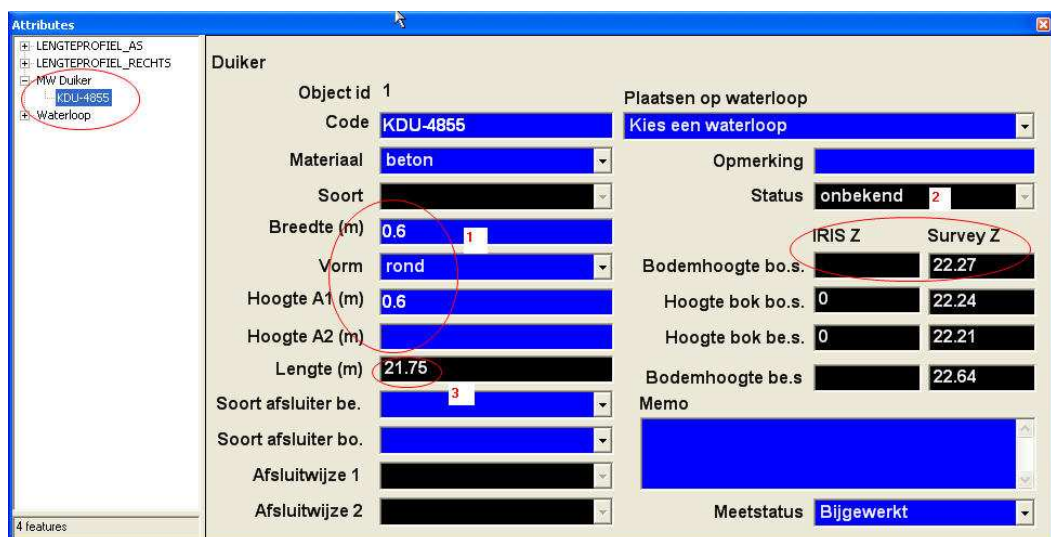 Attributes
LENGTEPROFIEL_AS
LENGTEPROFIEL_RECHTS
MW Duiker
KDU-4855
Waterloop
4 features
Duiker
Object id 1
Code KDU-4855
Materiaal beton
Soort
Breedte (m) 0.6 1
Vorm rond
Hoogte A1 (m) 0.6
Hoogte A2 (m)
Lengte (m) 21.75
3
Soort afsluiter be.
Soort afsluiter bo.
Afsluitwijze 1
Afsluitwijze 2
Plaatsen op waterloop
Kies een waterloop
Opmerking
Status onbekend 2
IRIS Z Survey Z
Bodemhoogte bo.s. 22.27
Hoogte bok bo.s. 0 22.24
Hoogte bok be.s. 0 22.21
Bodemhoogte be.s 22.64
Memo
Meetstatus Bijgewerkt